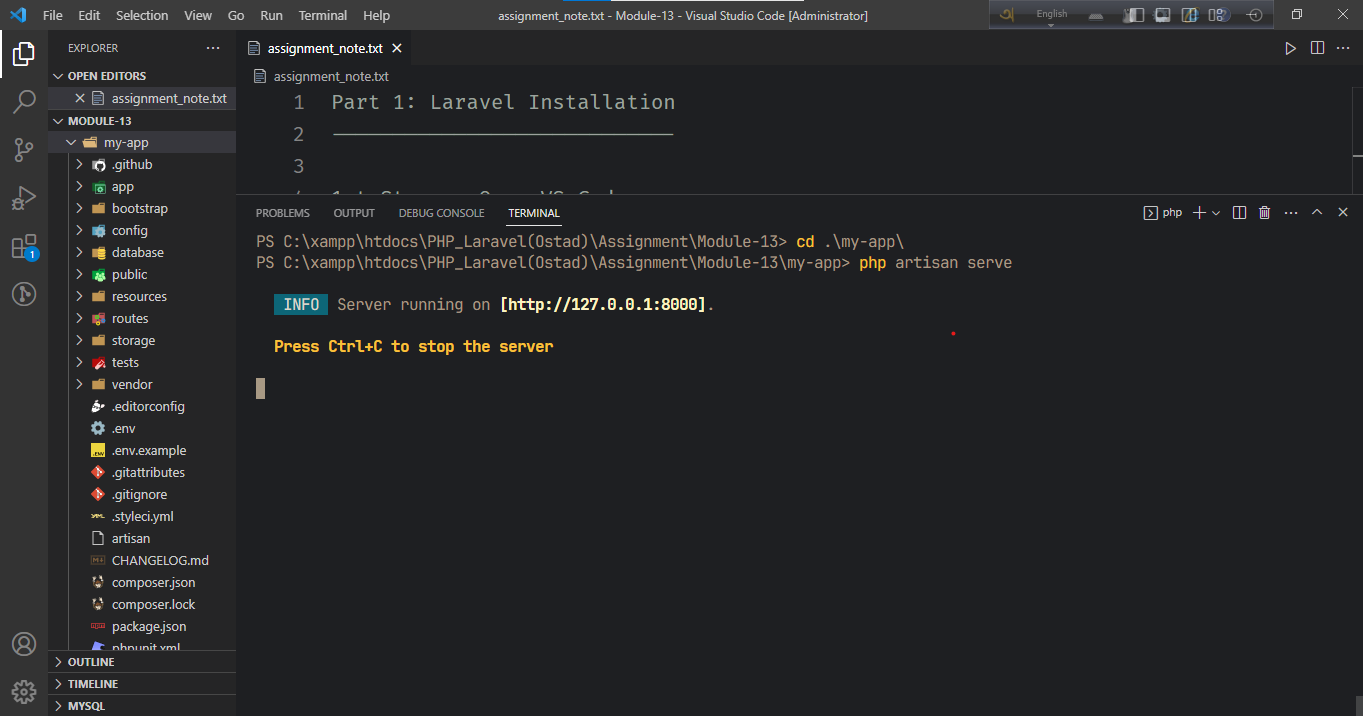 File Edit Selection View Go Run Terminal Help
assignment_note.txt - Module-13 - Visual Studio Code [Administrator]
English
EXPLORER
OPEN EDITORS
assignment_note.txt
MODULE-13
my-app
.github
app
bootstrap
config
database
public
resources
routes
storage
tests
vendor
.editorconfig
.env
.env.example
.gitattributes
.gitignore
.styleci.yml
artisan
CHANGELOG.md
composer.json
composer.lock
package.json
phpunit.xml
OUTLINE
TIMELINE
MYSQL
1
assignment_note.txt
assignment_note.txt
1 Part 1: Laravel Installation
2 -------------------------------
3
PROBLEMS OUTPUT DEBUG CONSOLE TERMINAL
php
PS C:\xampp\htdocs\PHP_Laravel(Ostad)\Assignment\Module-13> cd .\my-app\
PS C:\xampp\htdocs\PHP_Laravel(Ostad)\Assignment\Module-13\my-app> php artisan serve
INFO Server running on [http://127.0.0.1:8000].
Press Ctrl+C to stop the server